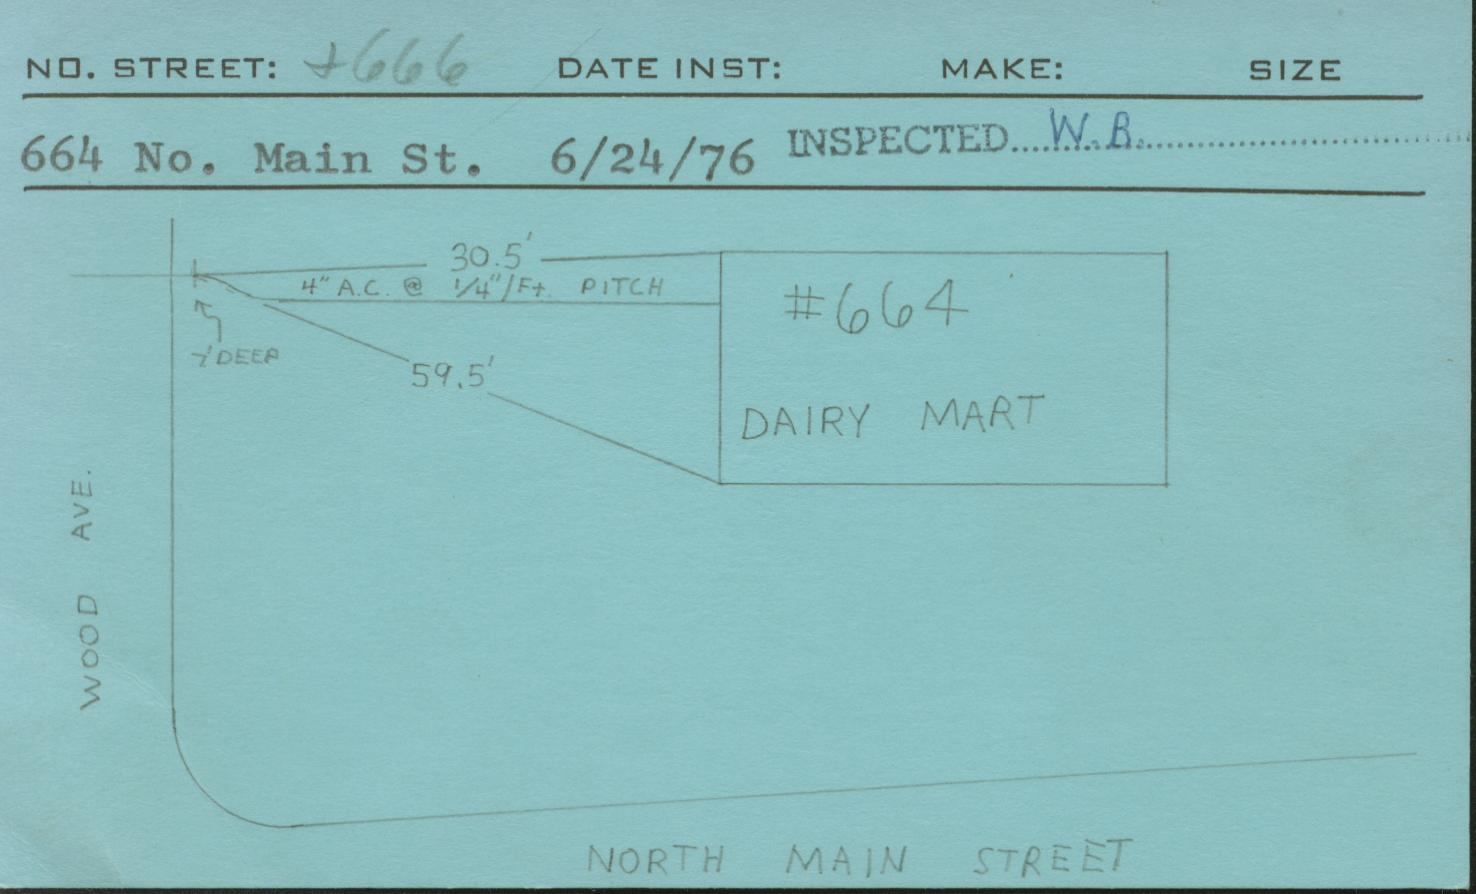 NO. STREET: +666 DATE INST: MAKE: SIZE
664 No. Main St. 6/24/76 INSPECTED....W.B.
30.5'
4" A.C. @ 1/4"/Ft. PITCH
#664
7' DEEP
59.5'
DAIRY MART
WOOD AVE.
NORTH MAIN STREET